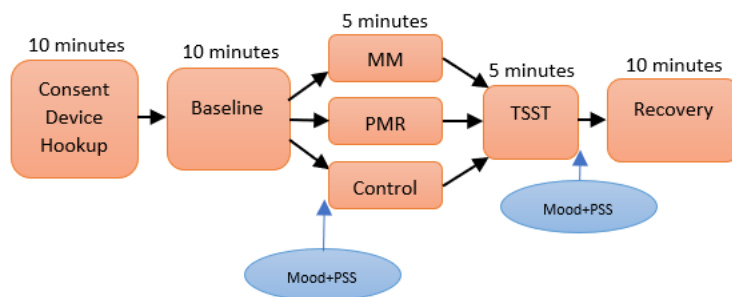 10 minutes
Consent
Device
Hookup
10 minutes
Baseline
5 minutes
MM
PMR
Control
5 minutes
TSST
10 minutes
Recovery
Mood+PSS
Mood+PSS